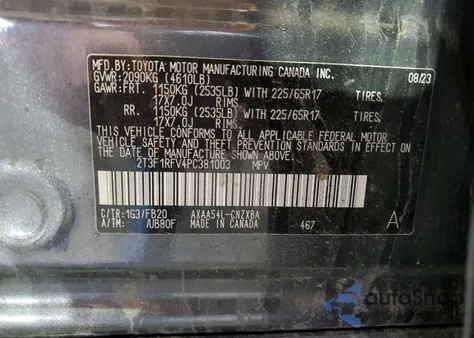 MFD.BY: TOYOTA MOTOR MANUFACTURING CANADA INC. 08/23
GVWR: 2090KG (4610LB)
GAWR: FRT. 1150KG (2535LB) WITH 225/65R17 TIRES,
17X7.0J RIMS
RR. 1150KG (2535LB) WITH 225/65R17 TIRES,
17X7.0J RIMS
THIS VEHICLE CONFORMS TO ALL APPLICABLE FEDERAL MOTOR
VEHICLE SAFETY AND THEFT PREVENTION STANDARDS IN
EFFECT ON THE DATE OF MANUFACTURE SHOWN ABOVE.
2T3F1RFV4PC381003 MPV
C/TR: 1G3/FB20 AXAA54L-CNZXBA A
A/TM: /UB80F MADE IN CANADA 467
autoSnap